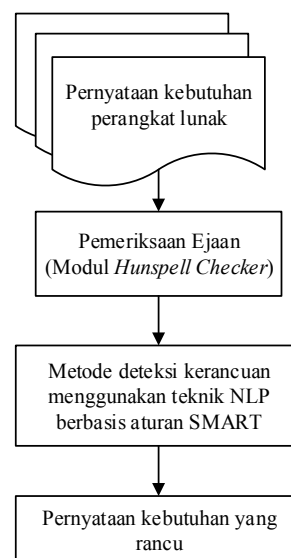 Pernyataan kebutuhan
perangkat lunak
Pemeriksaan Ejaan
(Modul Hunspell Checker)
Metode deteksi kerancuan
menggunakan teknik NLP
berbasis aturan SMART
Pernyataan kebutuhan yang
rancu